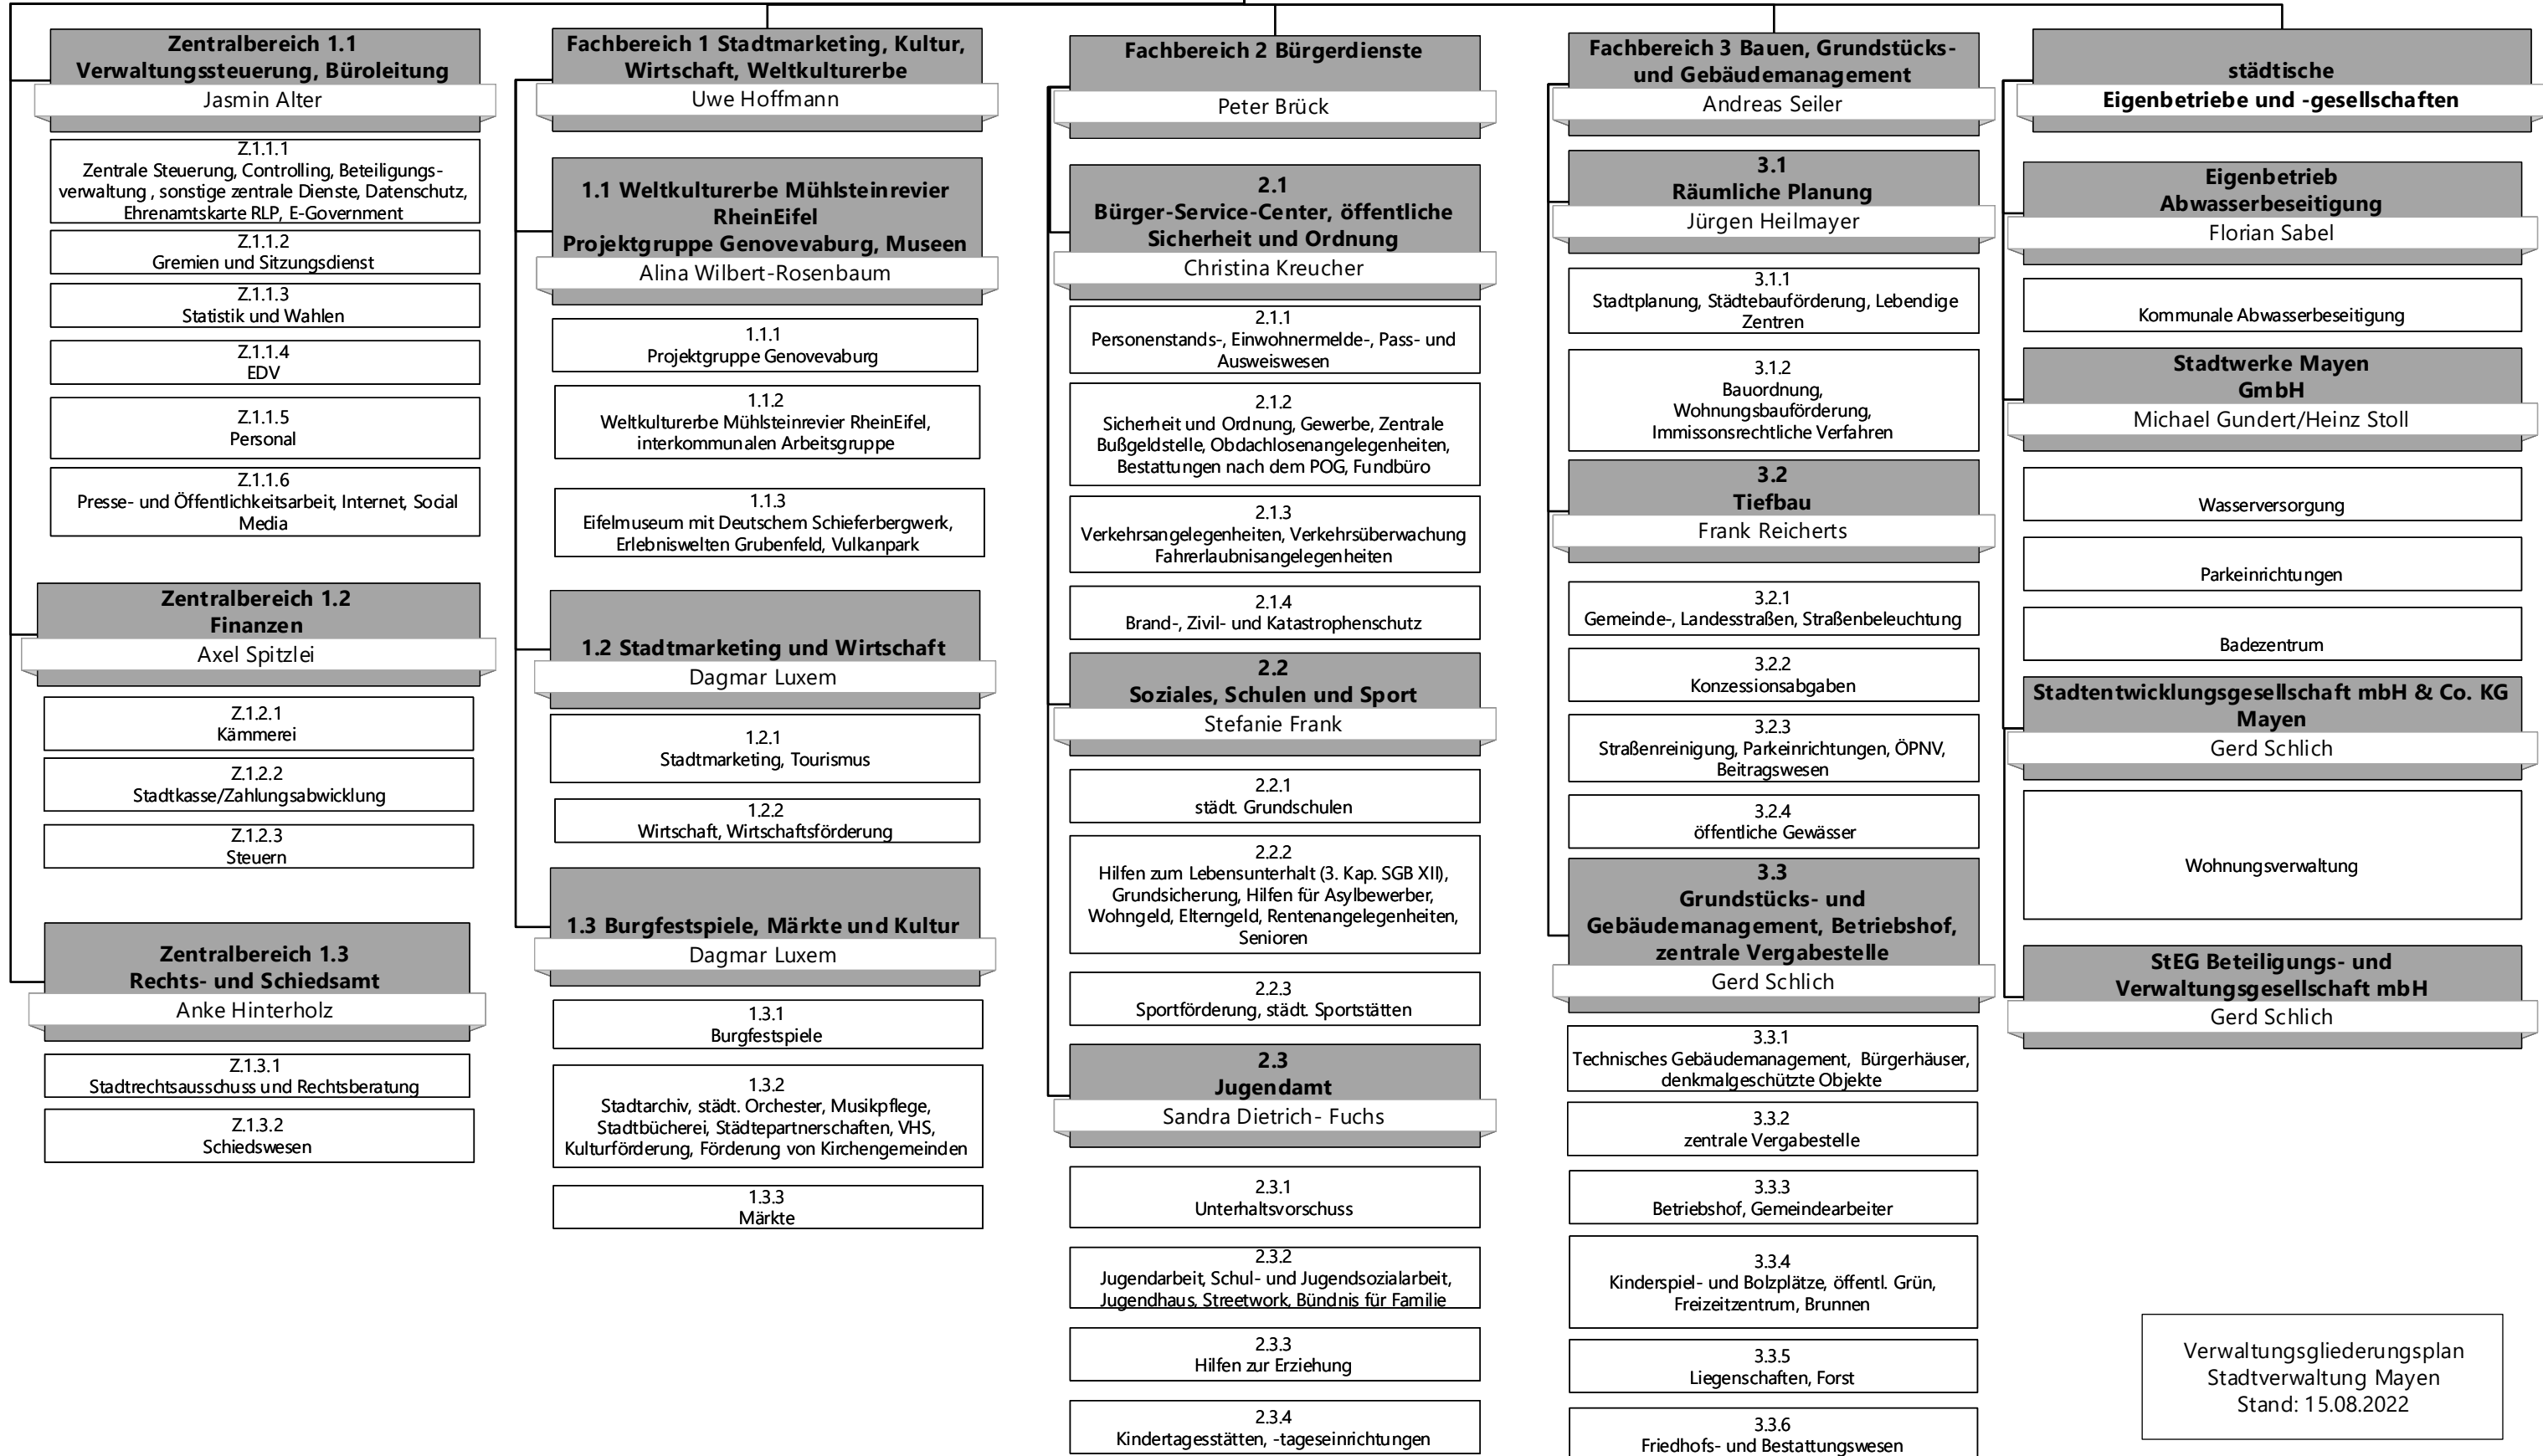 Zentralbereich 1.1
Verwaltungssteuerung, Büroleitung
Jasmin Alter
Z.1.1.1
Zentrale Steuerung, Controlling, Beteiligungs-
verwaltung , sonstige zentrale Dienste, Datenschutz,
Ehrenamtskarte RLP, E-Government
Z.1.1.2
Gremien und Sitzungsdienst
Z.1.1.3
Statistik und Wahlen
Z.1.1.4
EDV
Z.1.1.5
Personal
Z.1.1.6
Presse- und Öffentlichkeitsarbeit, Internet, Social
Media
Zentralbereich 1.2
Finanzen
Axel Spitzlei
Z.1.2.1
Kämmerei
Z.1.2.2
Stadtkasse/Zahlungsabwicklung
Z.1.2.3
Steuern
Zentralbereich 1.3
Rechts- und Schiedsamt
Anke Hinterholz
Z.1.3.1
Stadtrechtsausschuss und Rechtsberatung
Z.1.3.2
Schiedswesen
Fachbereich 1 Stadtmarketing, Kultur,
Wirtschaft, Weltkulturerbe
Uwe Hoffmann
1.1 Weltkulturerbe Mühlsteinrevier
RheinEifel
Projektgruppe Genovevaburg, Museen
Alina Wilbert-Rosenbaum
1.1.1
Projektgruppe Genovevaburg
1.1.2
Weltkulturerbe Mühlsteinrevier RheinEifel,
interkommunalen Arbeitsgruppe
1.1.3
Eifelmuseum mit Deutschem Schieferbergwerk,
Erlebniswelten Grubenfeld, Vulkanpark
1.2 Stadtmarketing und Wirtschaft
Dagmar Luxem
1.2.1
Stadtmarketing, Tourismus
1.2.2
Wirtschaft, Wirtschaftsförderung
1.3 Burgfestspiele, Märkte und Kultur
Dagmar Luxem
1.3.1
Burgfestspiele
1.3.2
Stadtarchiv, städt. Orchester, Musikpflege,
Stadtbücherei, Städtepartnerschaften, VHS,
Kulturförderung, Förderung von Kirchengemeinden
1.3.3
Märkte
Fachbereich 2 Bürgerdienste
Peter Brück
2.1
Bürger-Service-Center, öffentliche
Sicherheit und Ordnung
Christina Kreucher
2.1.1
Personenstands-, Einwohnermelde-, Pass- und
Ausweiswesen
2.1.2
Sicherheit und Ordnung, Gewerbe, Zentrale
Bußgeldstelle, Obdachlosenangelegenheiten,
Bestattungen nach dem POG, Fundbüro
2.1.3
Verkehrsangelegenheiten, Verkehrsüberwachung
Fahrerlaubnisangelegenheiten
2.1.4
Brand-, Zivil- und Katastrophenschutz
2.2
Soziales, Schulen und Sport
Stefanie Frank
2.2.1
städt. Grundschulen
2.2.2
Hilfen zum Lebensunterhalt (3. Kap. SGB XII),
Grundsicherung, Hilfen für Asylbewerber,
Wohngeld, Elterngeld, Rentenangelegenheiten,
Senioren
2.2.3
Sportförderung, städt. Sportstätten
2.3
Jugendamt
Sandra Dietrich- Fuchs
2.3.1
Unterhaltsvorschuss
2.3.2
Jugendarbeit, Schul- und Jugendsozialarbeit,
Jugendhaus, Streetwork, Bündnis für Familie
2.3.3
Hilfen zur Erziehung
2.3.4
Kindertagesstätten, -tageseinrichtungen
Fachbereich 3 Bauen, Grundstücks-
und Gebäudemanagement
Andreas Seiler
3.1
Räumliche Planung
Jürgen Heilmayer
3.1.1
Stadtplanung, Städtebauförderung, Lebendige
Zentren
3.1.2
Bauordnung,
Wohnungsbauförderung,
Immissonsrechtliche Verfahren
3.2
Tiefbau
Frank Reicherts
3.2.1
Gemeinde-, Landesstraßen, Straßenbeleuchtung
3.2.2
Konzessionsabgaben
3.2.3
Straßenreinigung, Parkeinrichtungen, ÖPNV,
Beitragswesen
3.2.4
öffentliche Gewässer
3.3
Grundstücks- und
Gebäudemanagement, Betriebshof,
zentrale Vergabestelle
Gerd Schlich
3.3.1
Technisches Gebäudemanagement, Bürgerhäuser,
denkmalgeschützte Objekte
3.3.2
zentrale Vergabestelle
3.3.3
Betriebshof, Gemeindearbeiter
3.3.4
Kinderspiel- und Bolzplätze, öffentl. Grün,
Freizeitzentrum, Brunnen
3.3.5
Liegenschaften, Forst
3.3.6
Friedhofs- und Bestattungswesen
städtische
Eigenbetriebe und -gesellschaften
Eigenbetrieb
Abwasserbeseitigung
Florian Sabel
Kommunale Abwasserbeseitigung
Stadtwerke Mayen
GmbH
Michael Gundert/Heinz Stoll
Wasserversorgung
Parkeinrichtungen
Badezentrum
Stadtentwicklungsgesellschaft mbH & Co. KG
Mayen
Gerd Schlich
Wohnungsverwaltung
StEG Beteiligungs- und
Verwaltungsgesellschaft mbH
Gerd Schlich
Verwaltungsgliederungsplan
Stadtverwaltung Mayen
Stand: 15.08.2022